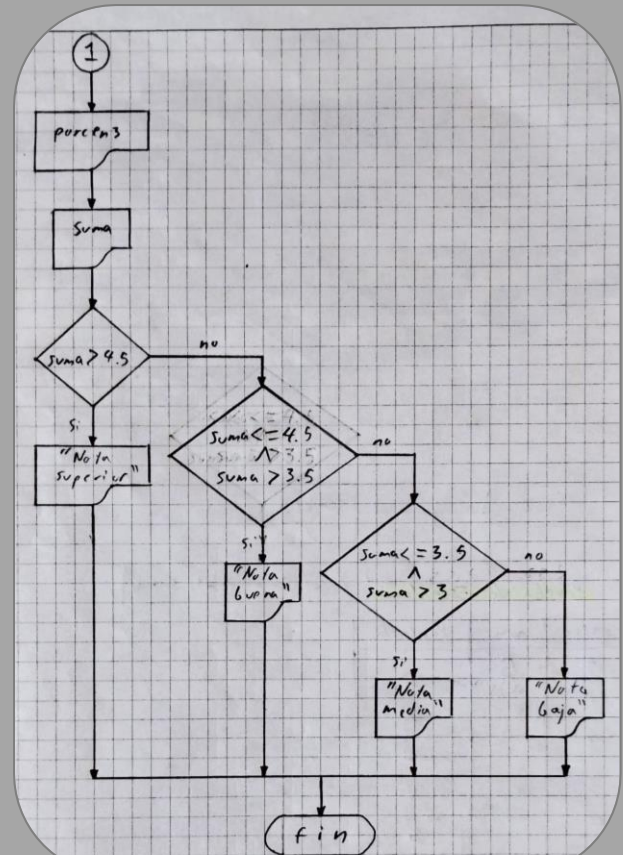 1
porcen3
suma
suma > 4.5
no
si
"Nota
superior"
suma <= 4.5
∧
suma > 3.5
no
si
"Nota
buena"
suma <= 3.5
∧
suma > 3
no
si
"Nota
media"
"Nota
baja"
fin